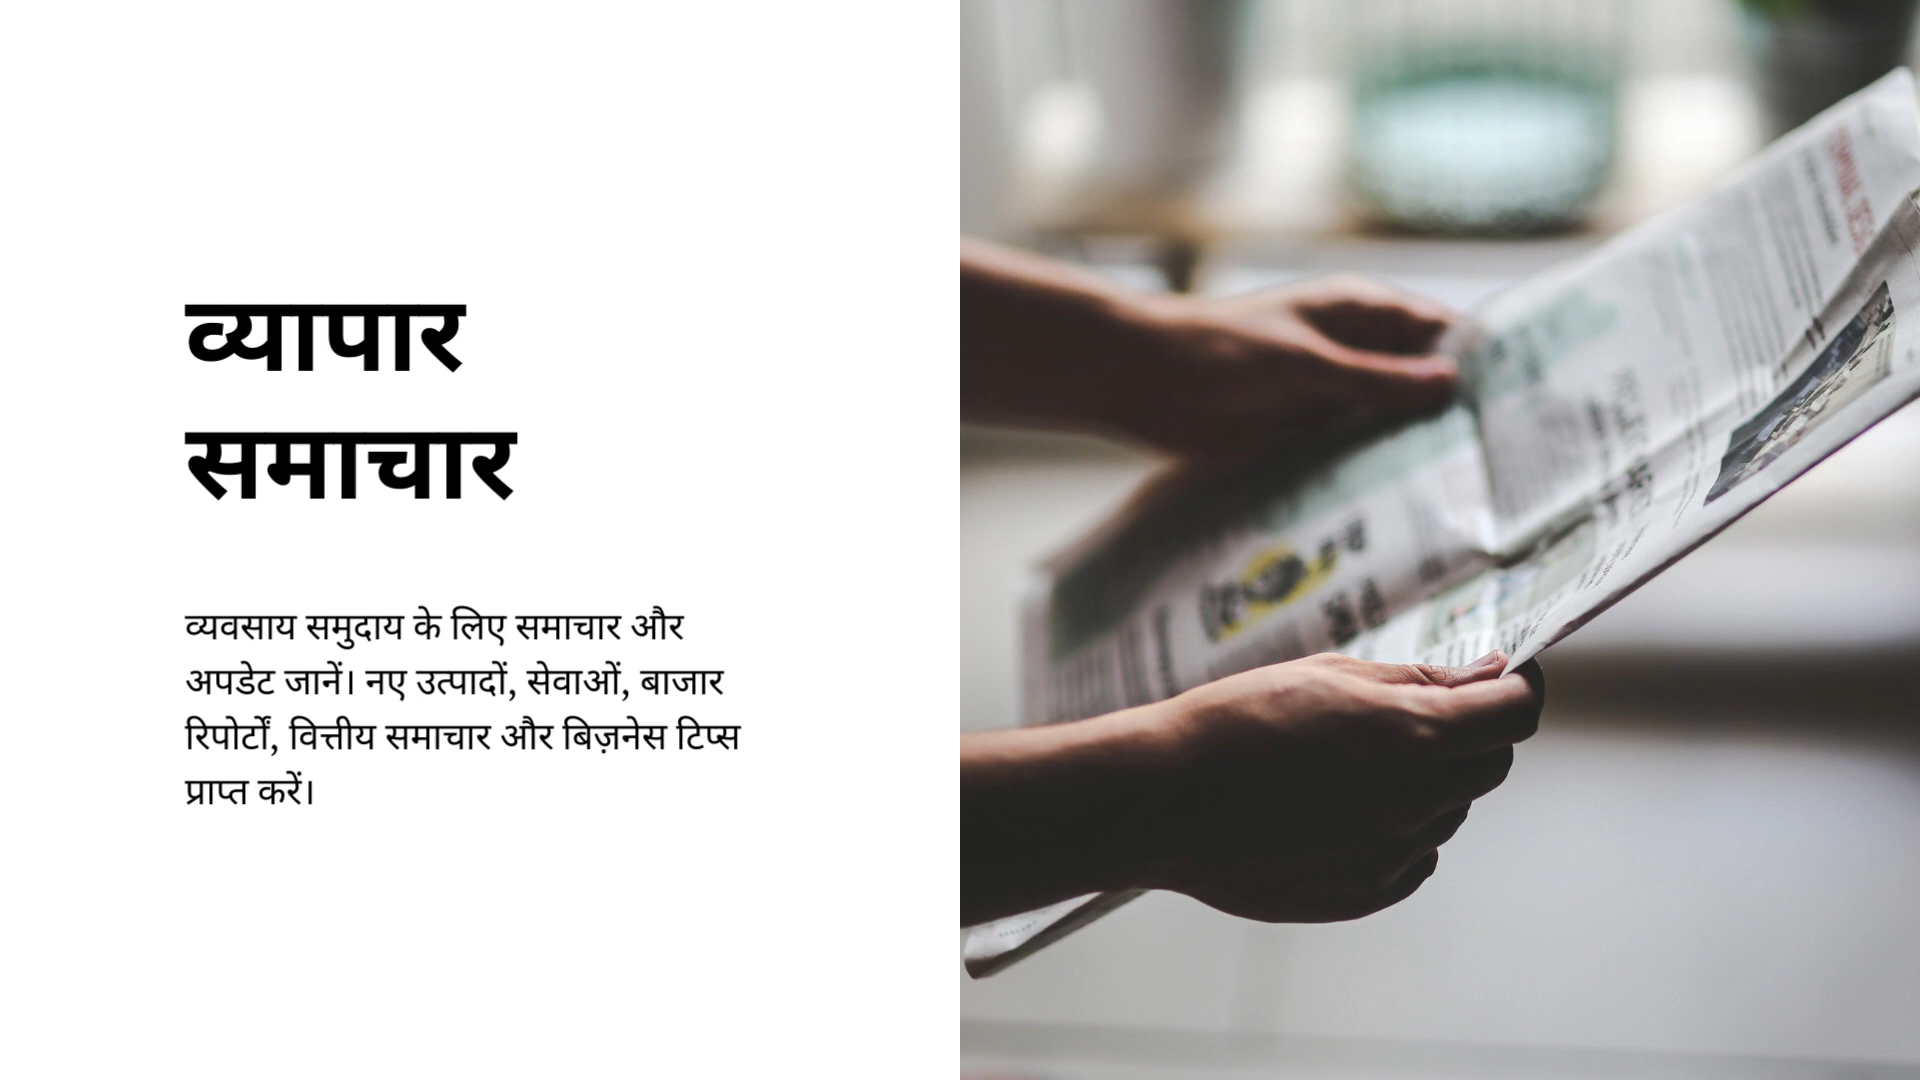 व्यापार
समाचार
व्यवसाय समुदाय के लिए समाचार और
अपडेट जानें। नए उत्पादों, सेवाओं, बाजार
रिपोर्टों, वित्तीय समाचार और बिज़नेस टिप्स
प्राप्त करें।